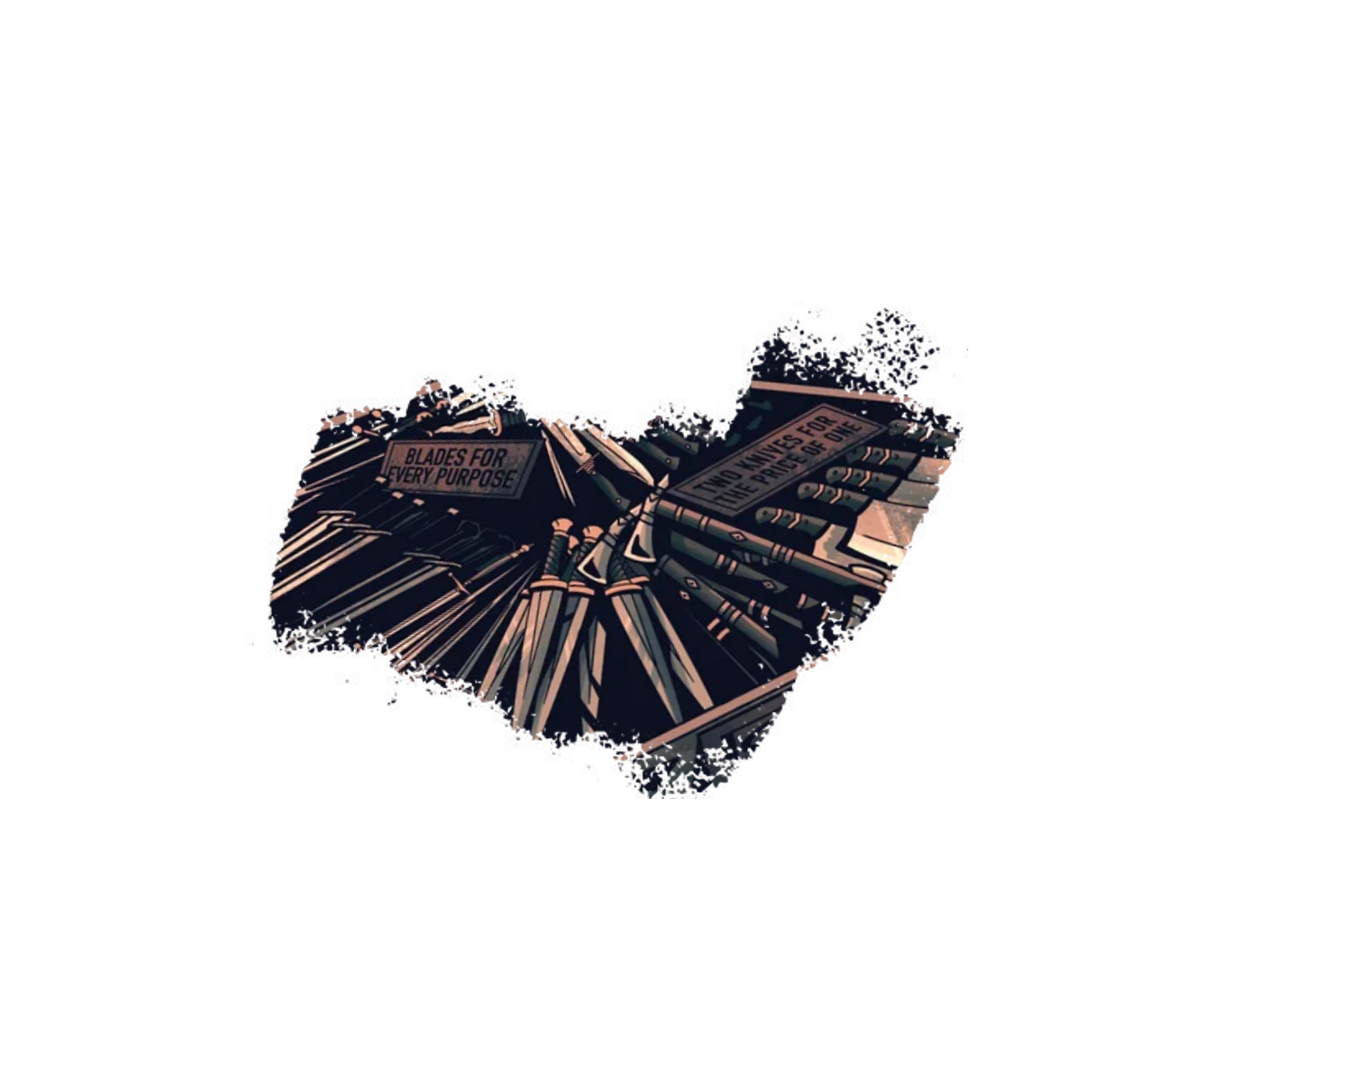 BLADES FOR
EVERY PURPOSE
TWO KNIVES FOR
THE PRICE OF ONE